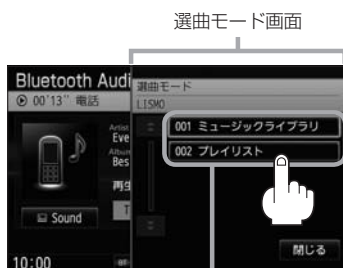 選曲モード画面
Bluetooth Audi
00'13" 電話
選曲モード
LISMO
Artist
Eve
Album
Bes
再生
001 ミュージックライブラリ
002 プレイリスト
Sound
T
閉じる
10:00